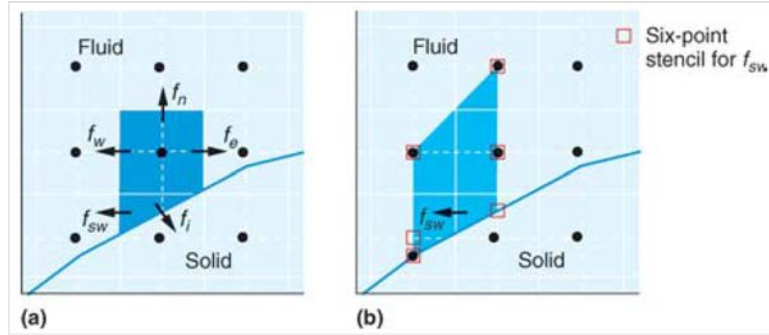 Fluid
f_n
f_w
f_e
f_sw
f_i
Solid
(a)
Fluid
f_sw
Solid
(b)
Six-point
stencil for f_sw.